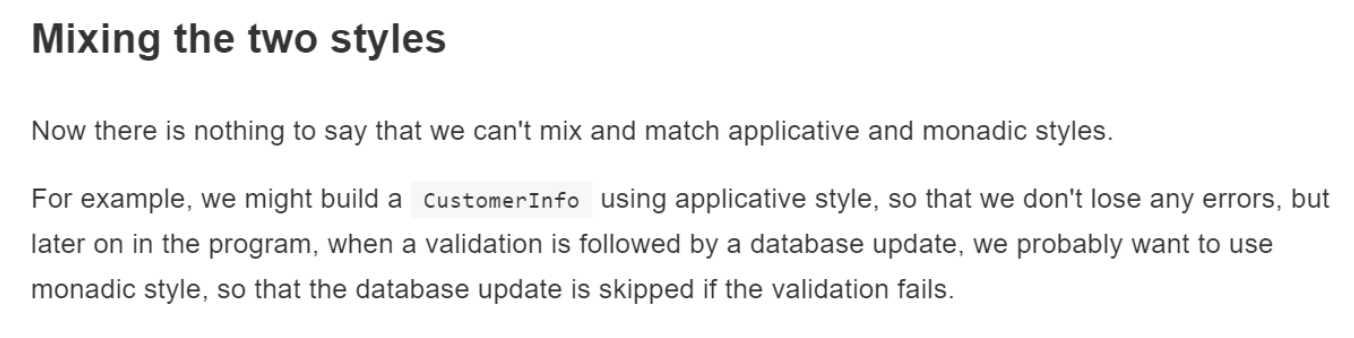 Mixing the two styles
Now there is nothing to say that we can't mix and match applicative and monadic styles.
For example, we might build a CustomerInfo using applicative style, so that we don't lose any errors, but
later on in the program, when a validation is followed by a database update, we probably want to use
monadic style, so that the database update is skipped if the validation fails.